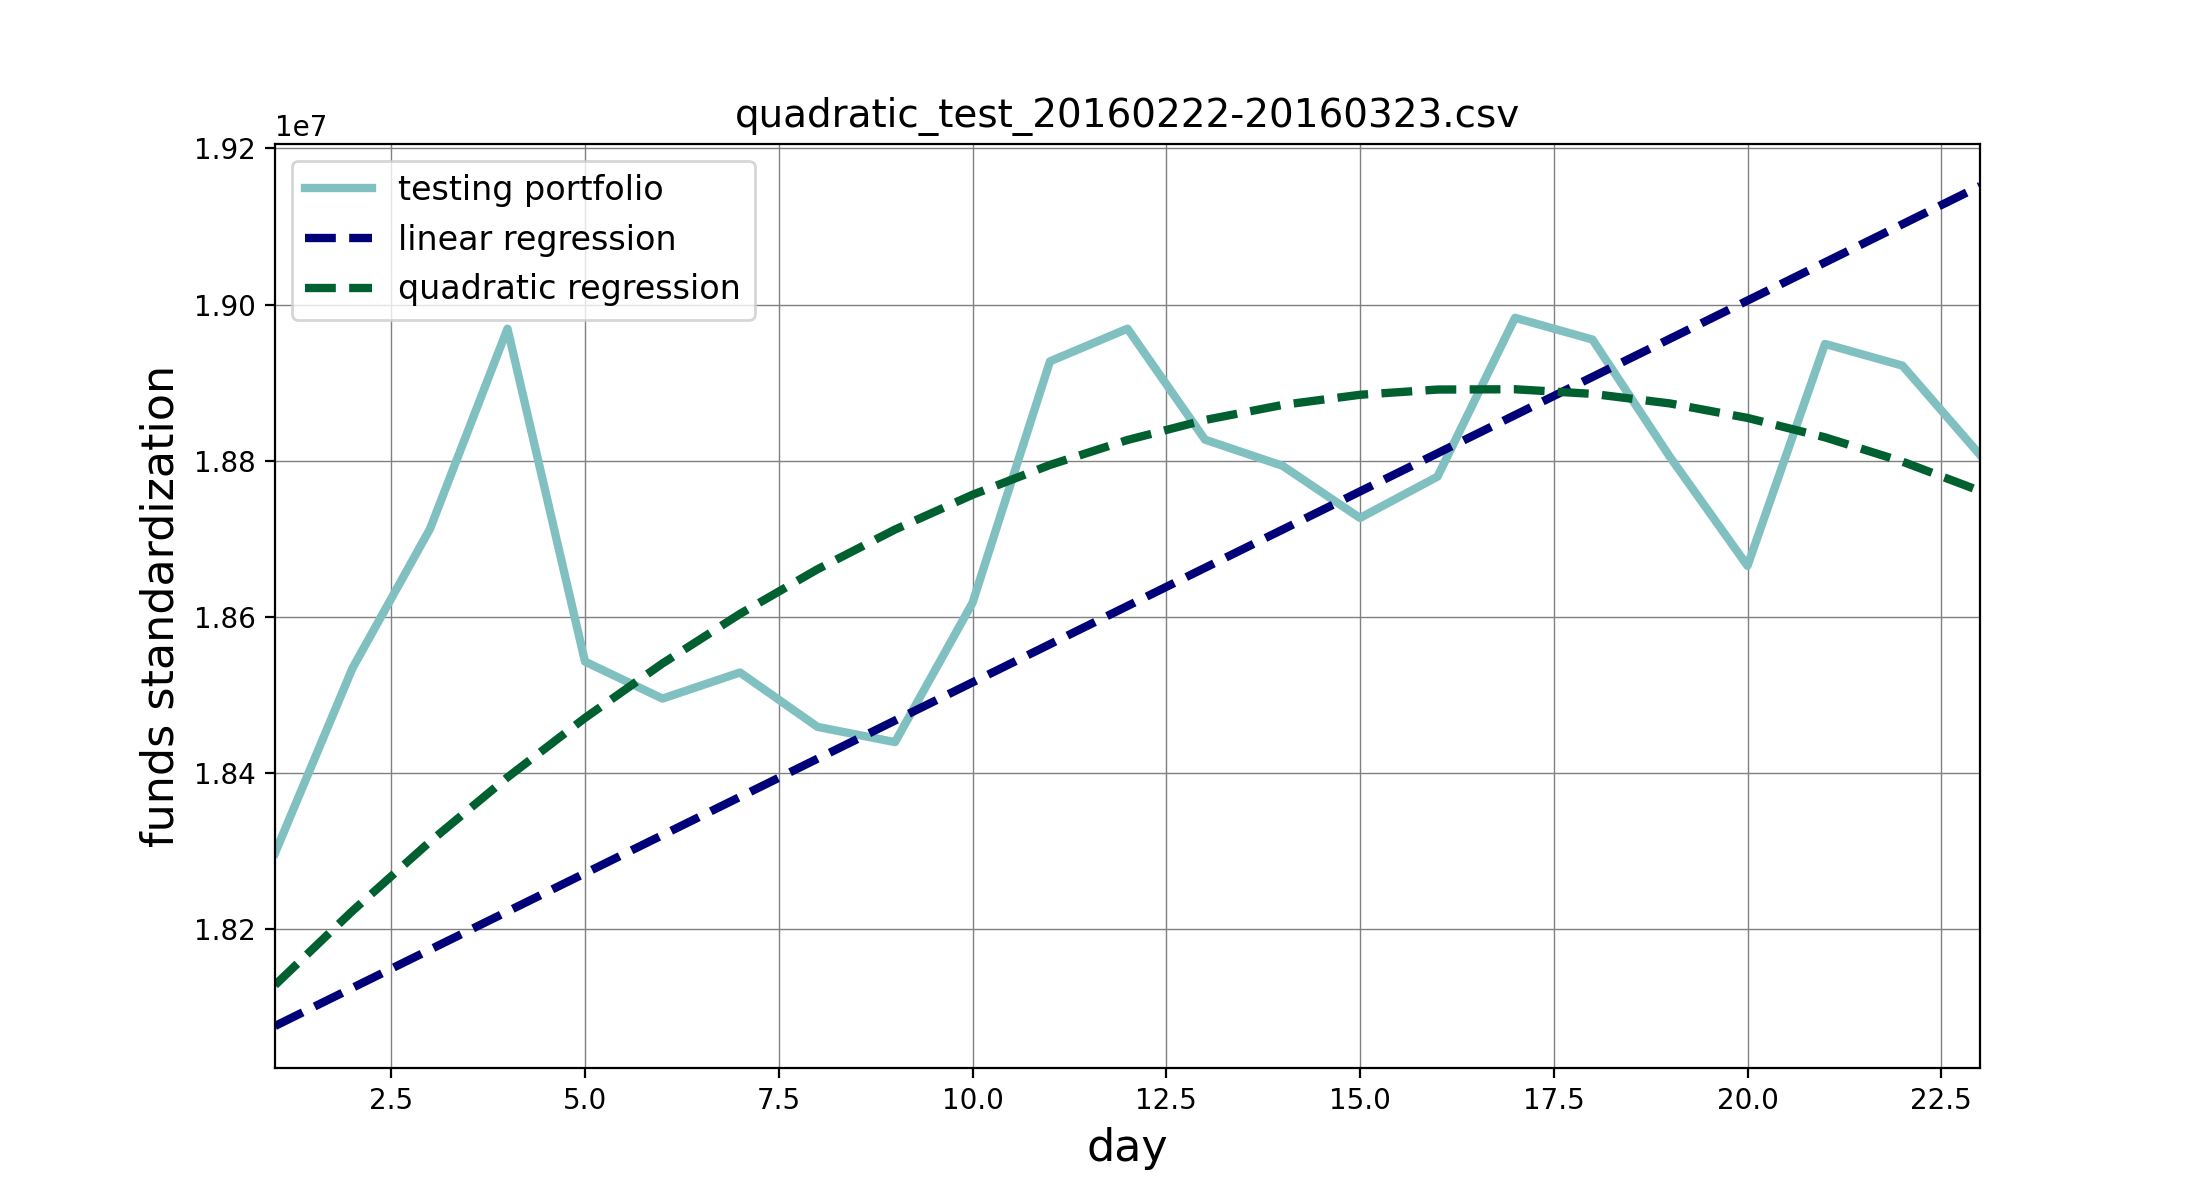 quadratic_test_20160222-20160323.csv
1e7
testing portfolio
linear regression
quadratic regression
funds standardization
1.92
1.90
1.88
1.86
1.84
1.82
2.5 5.0 7.5 10.0 12.5 15.0 17.5 20.0 22.5
day